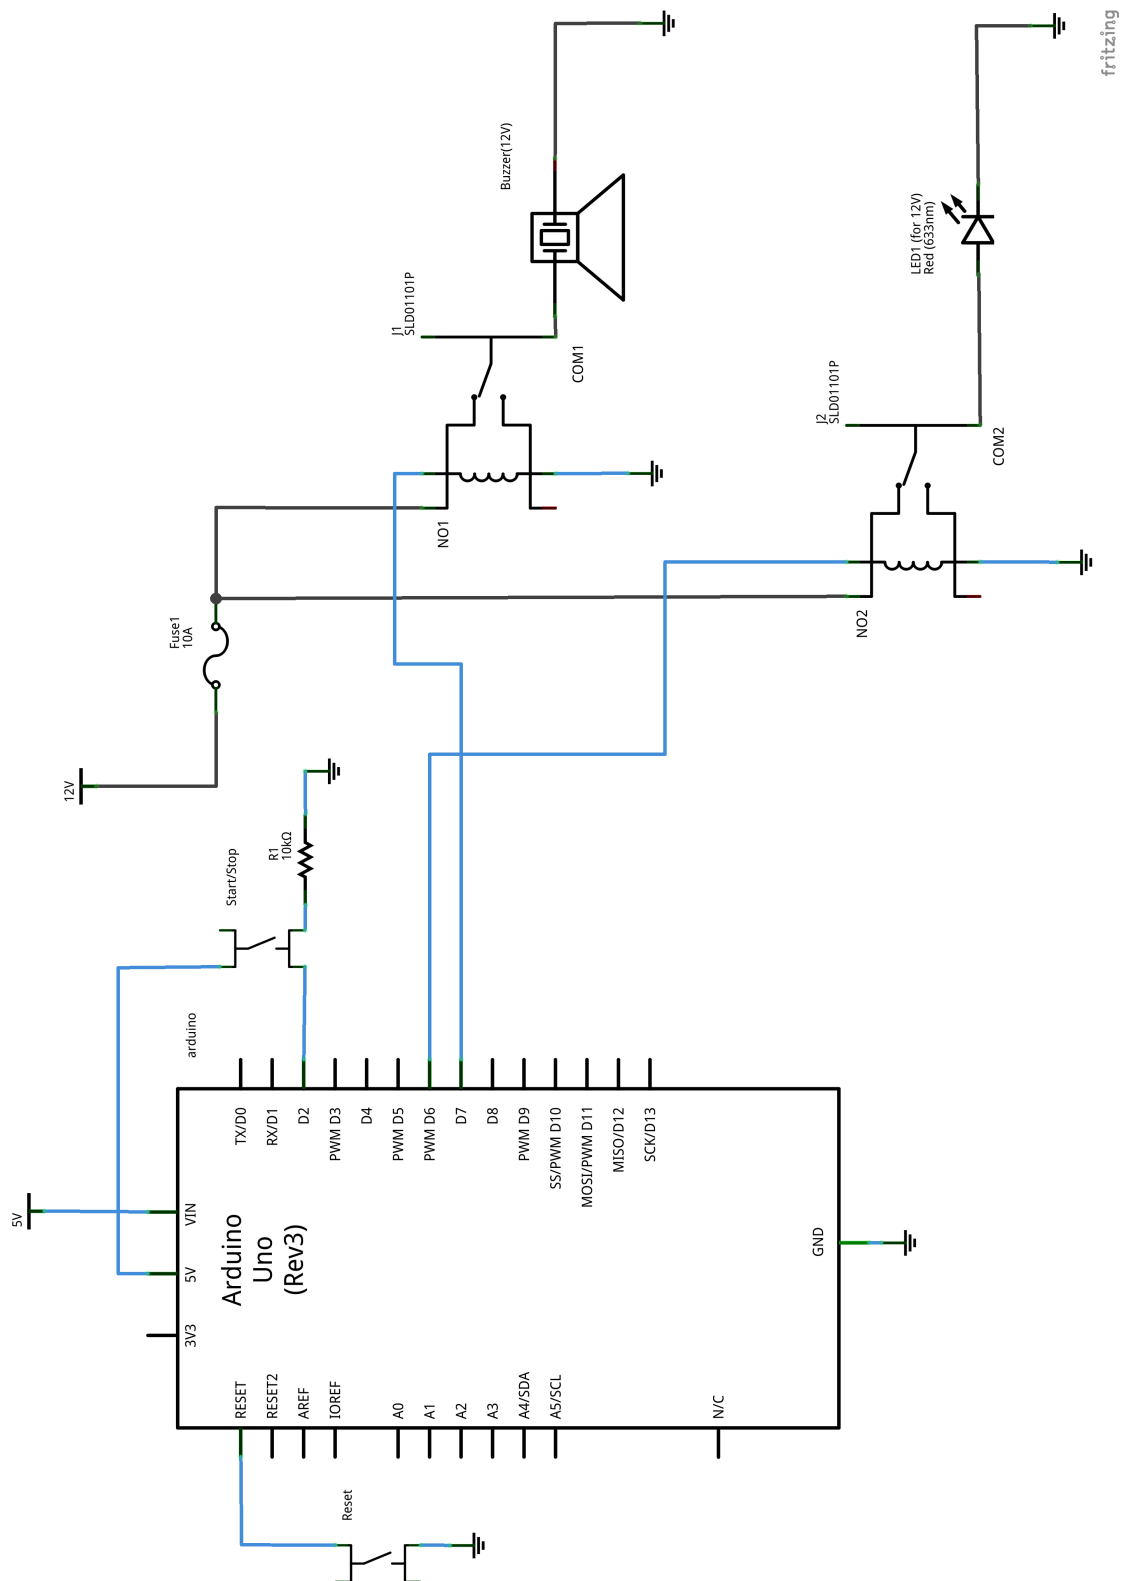 fritzing
Buzzer(12V)
LED1 (for 12V)
Red (633nm)
J1
SLD01101P
COM1
J2
SLD01101P
COM2
NO1
NO2
Fuse1
10A
12V
R1
10kΩ
Start/Stop
arduino
TX/D0
RX/D1
D2
PWM D3
D4
PWM D5
PWM D6
D7
D8
PWM D9
SS/PWM D10
MOSI/PWM D11
MISO/D12
SCK/D13
5V
VIN
5V
3V3
Arduino
Uno
(Rev3)
GND
RESET
RESET2
AREF
IOREF
A0
A1
A2
A3
A4/SDA
A5/SCL
N/C
Reset